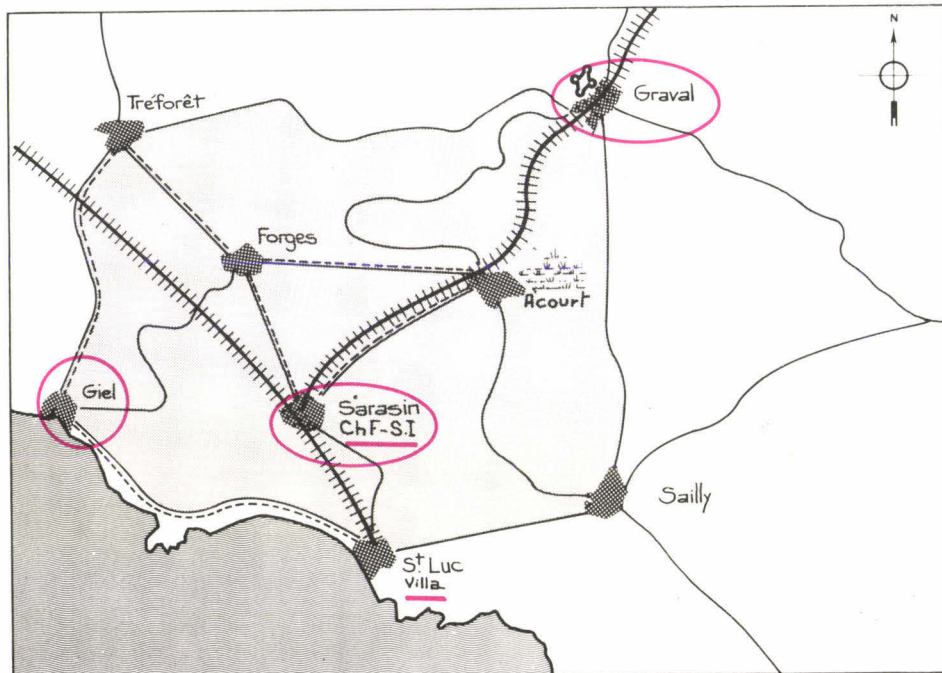 N
Graval
Tréforêt
Forges
Acourt
Giel
Sarasin
ChF-S.I
Sailly
St Luc
Villa